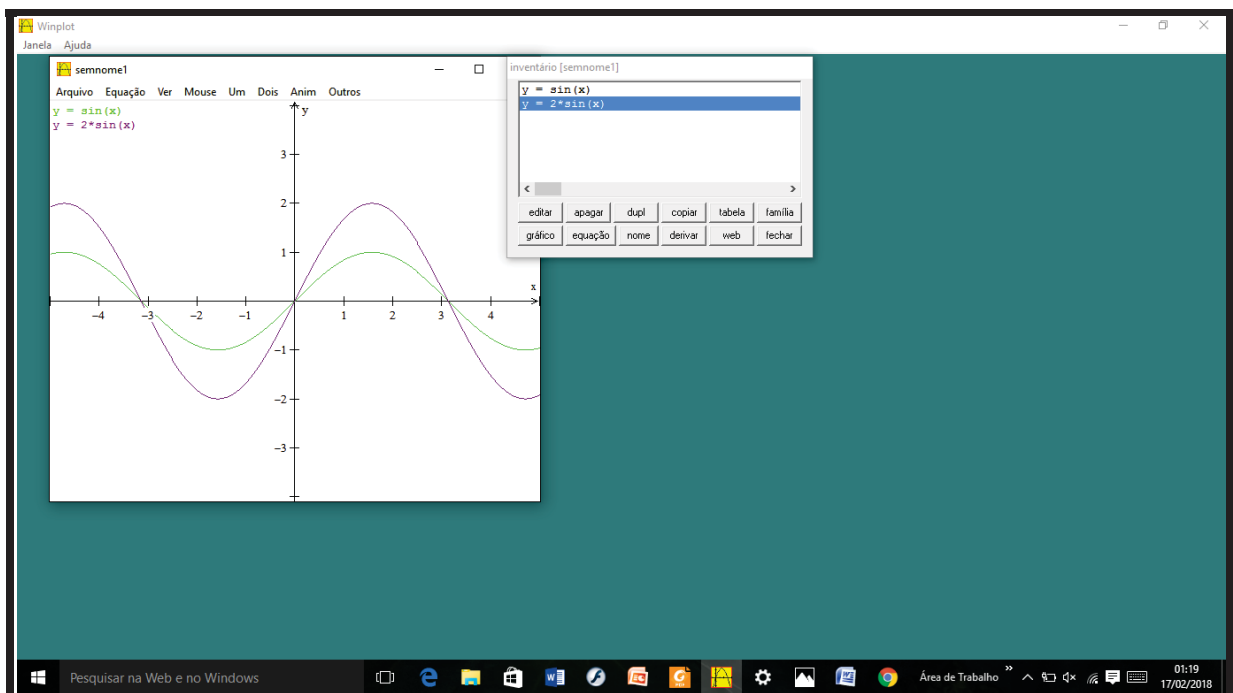 Winplot
Janela Ajuda
semnome1
Arquivo Equação Ver Mouse Um Dois Anim Outros
y = sin(x)
y = 2*sin(x)
y
3
2
1
x
-4 -3 -2 -1 1 2 3 4
-1
-2
-3
inventário [semnome1]
y = sin(x)
y = 2*sin(x)
editar apagar dupl copiar tabela família
gráfico equação nome derivar web fechar
Pesquisar na Web e no Windows
Área de Trabalho
01:19
17/02/2018